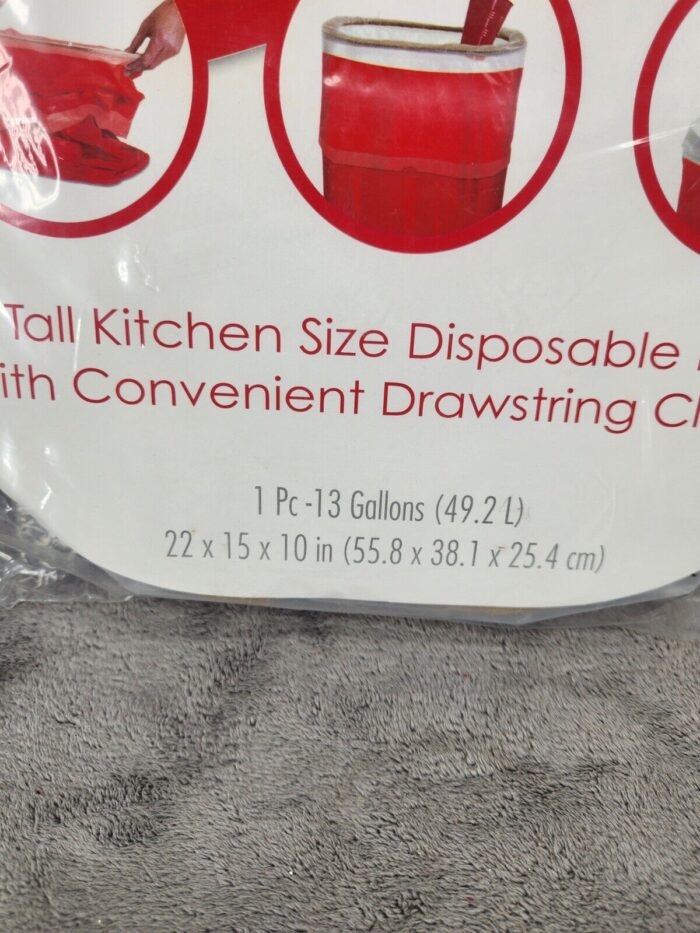 Tall Kitchen Size Disposable
ith Convenient Drawstring Cl
1 Pc -13 Gallons (49.2 L)
22 x 15 x 10 in (55.8 x 38.1 x 25.4 cm)